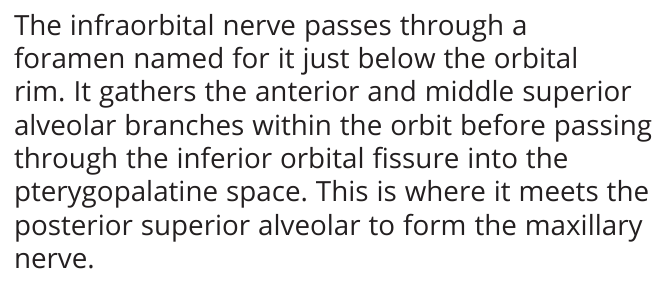 The infraorbital nerve passes through a
foramen named for it just below the orbital
rim. It gathers the anterior and middle superior
alveolar branches within the orbit before passing
through the inferior orbital fissure into the
pterygopalatine space. This is where it meets the
posterior superior alveolar to form the maxillary
nerve.